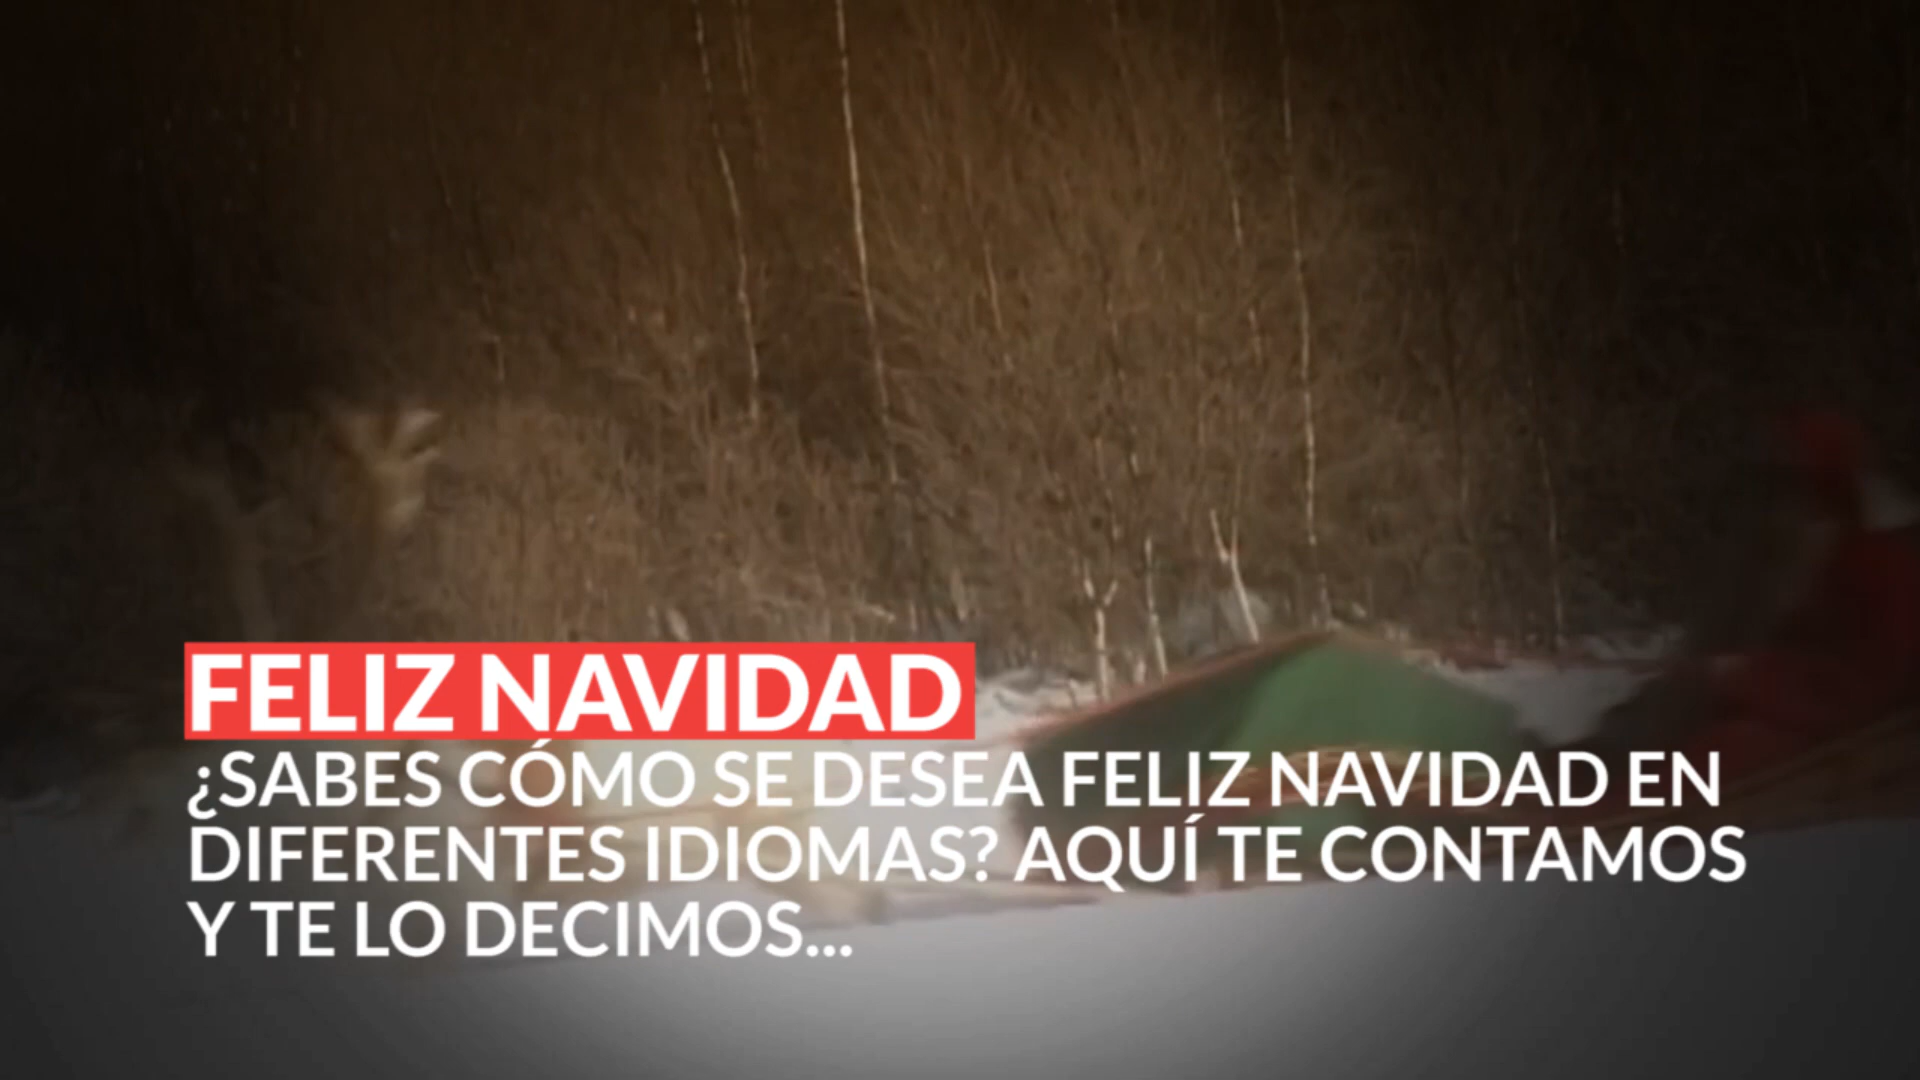 FELIZ NAVIDAD
¿SABES CÓMO SE DESEA FELIZ NAVIDAD EN
DIFERENTES IDIOMAS? AQUÍ TE CONTAMOS
Y TE LO DECIMOS...